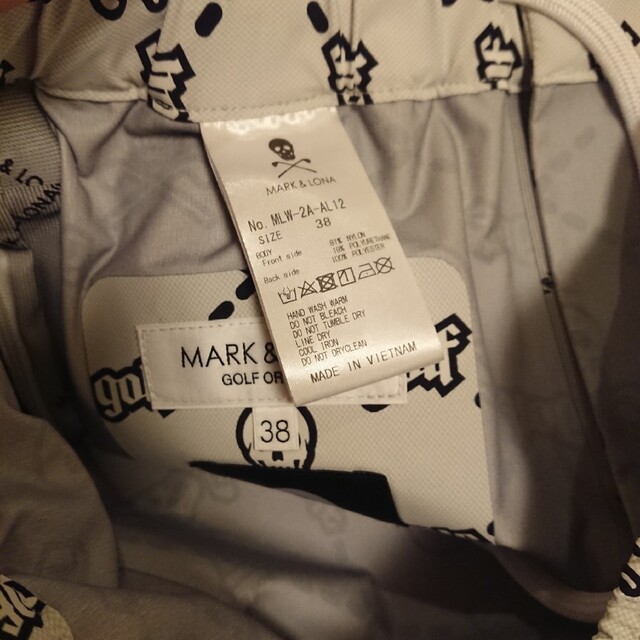 MARK & LONA
No. MLW-2A-AL12
SIZE 38
BODY
Front side 81% NYLON
19% POLYURETHANE
Back side 100% POLYESTER
HAND WASH WARM
DO NOT BLEACH
DO NOT TUMBLE DRY
LINE DRY
COOL IRON
DO NOT DRYCLEAN
MADE IN VIETNAM
MARK &
GOLF OR
38
golf